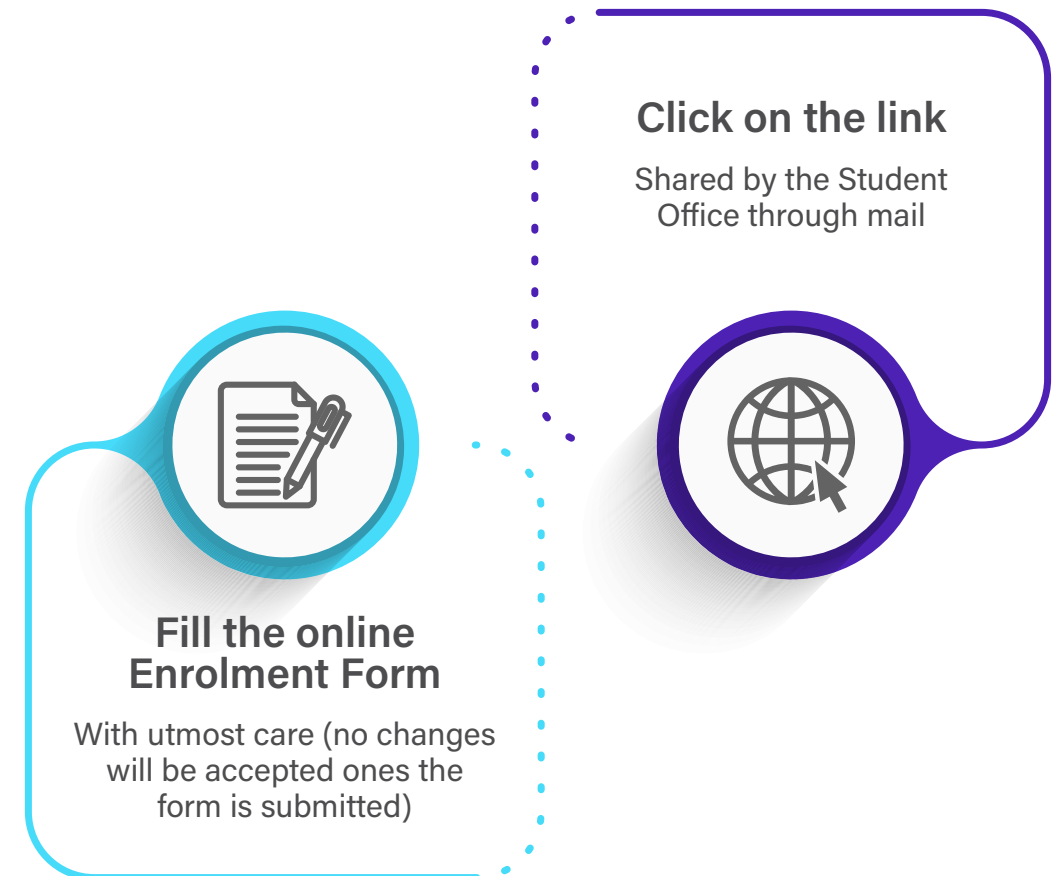 Click on the link
Shared by the Student
Office through mail
Fill the online
Enrolment Form
With utmost care (no changes
will be accepted ones the
form is submitted)